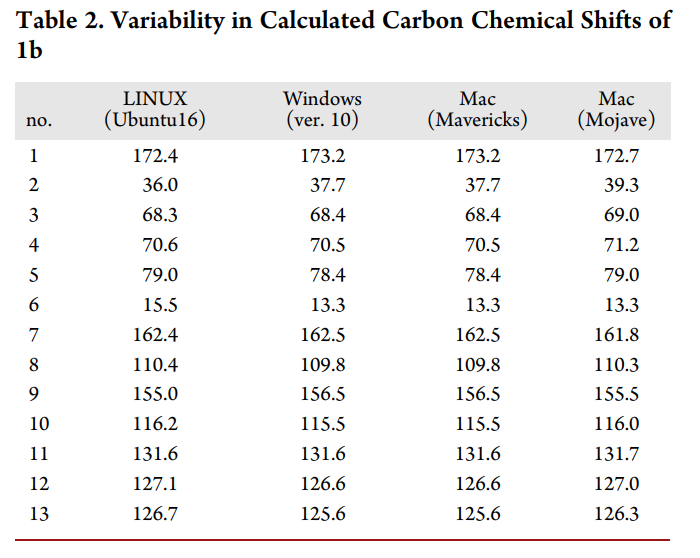 Table 2. Variability in Calculated Carbon Chemical Shifts of
1b
no. LINUX (Ubuntu16) Windows (ver. 10) Mac (Mavericks) Mac (Mojave)
1 172.4 173.2 173.2 172.7
2 36.0 37.7 37.7 39.3
3 68.3 68.4 68.4 69.0
4 70.6 70.5 70.5 71.2
5 79.0 78.4 78.4 79.0
6 15.5 13.3 13.3 13.3
7 162.4 162.5 162.5 161.8
8 110.4 109.8 109.8 110.3
9 155.0 156.5 156.5 155.5
10 116.2 115.5 115.5 116.0
11 131.6 131.6 131.6 131.7
12 127.1 126.6 126.6 127.0
13 126.7 125.6 125.6 126.3